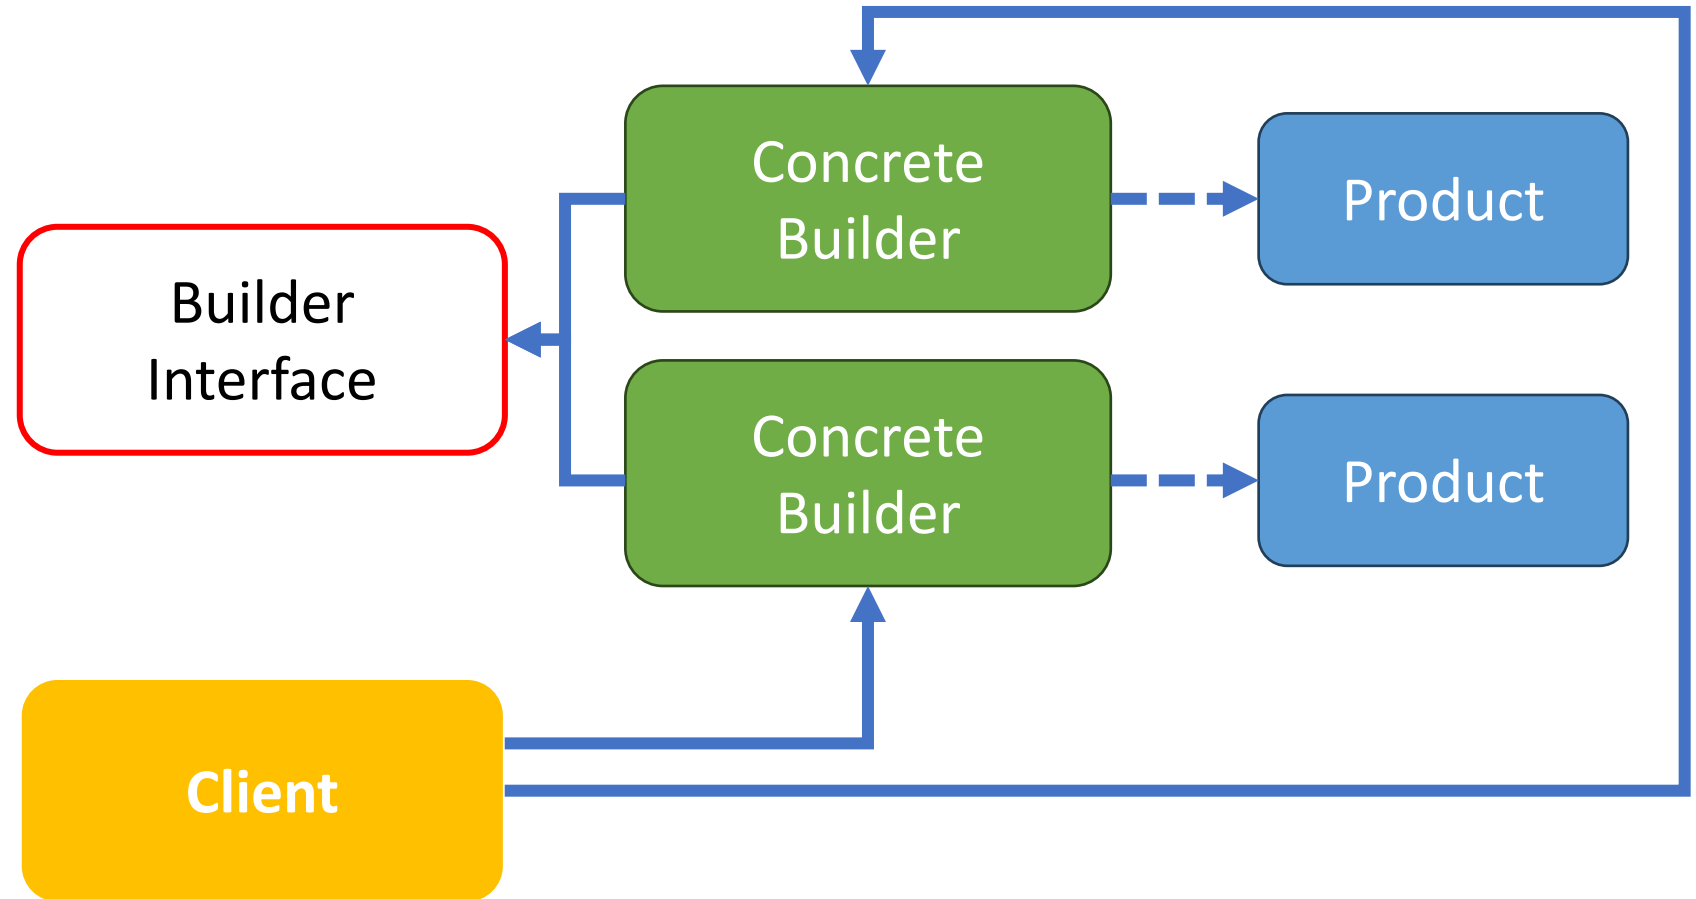 Concrete
Builder
Product
Builder
Interface
Concrete
Builder
Product
Client